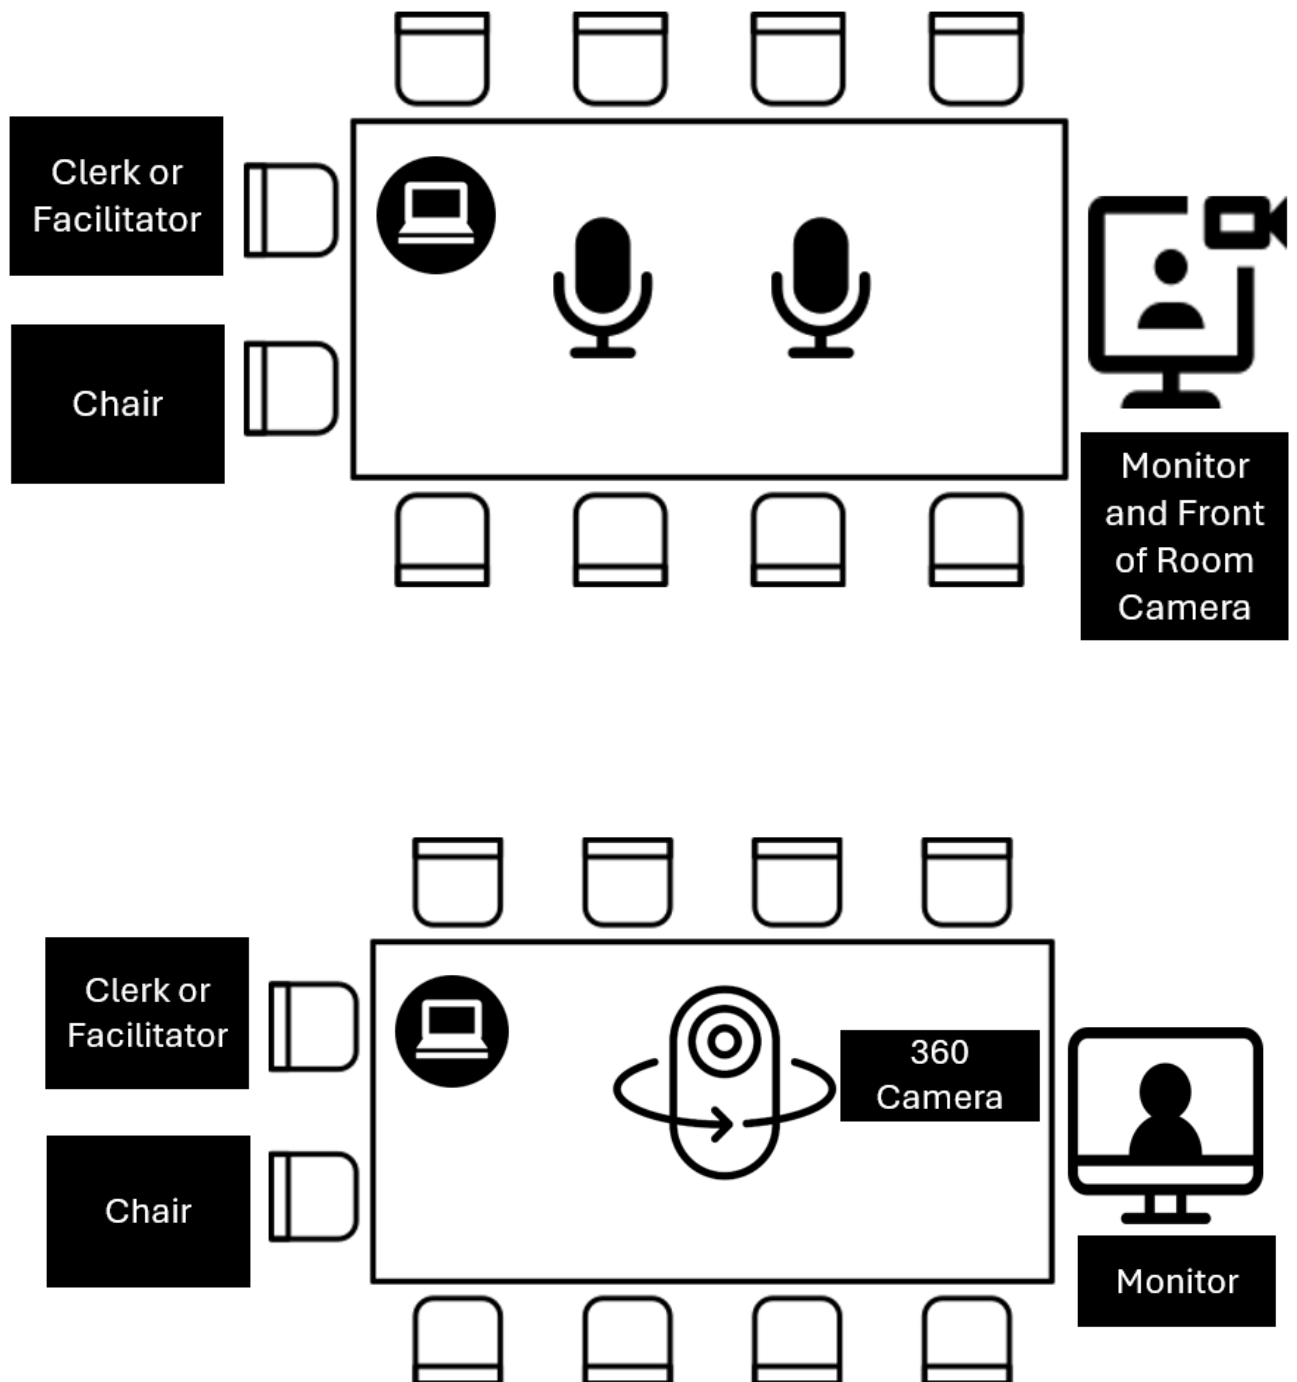 Clerk or
Facilitator
Chair
Monitor
and Front
of Room
Camera
Clerk or
Facilitator
360
Camera
Chair
Monitor